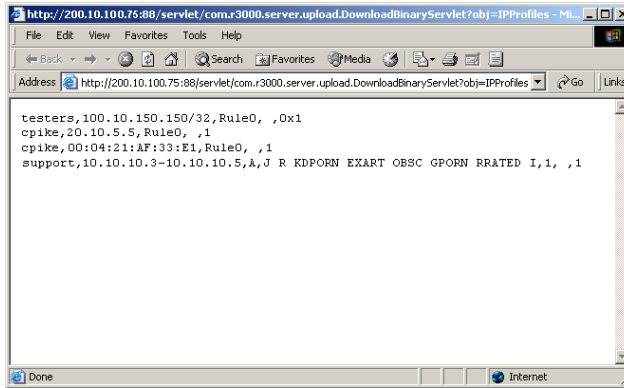 http://200.10.100.75:88/servlet/com.r3000.server.upload.DownloadBinaryServlet?obj=IPProfiles - Mi...
File Edit View Favorites Tools Help
Back Search Favorites Media
Address http://200.10.100.75:88/servlet/com.r3000.server.upload.DownloadBinaryServlet?obj=IPProfiles Go Links
testers,100.10.150.150/32,Rule0, ,0x1
cpike,20.10.5.5,Rule0, ,1
cpike,00:04:21:AF:33:E1,Rule0, ,1
support,10.10.10.3-10.10.10.5,A,J R KDPORN EXART OBSC GPORN RRATED I,1, ,1
Done Internet